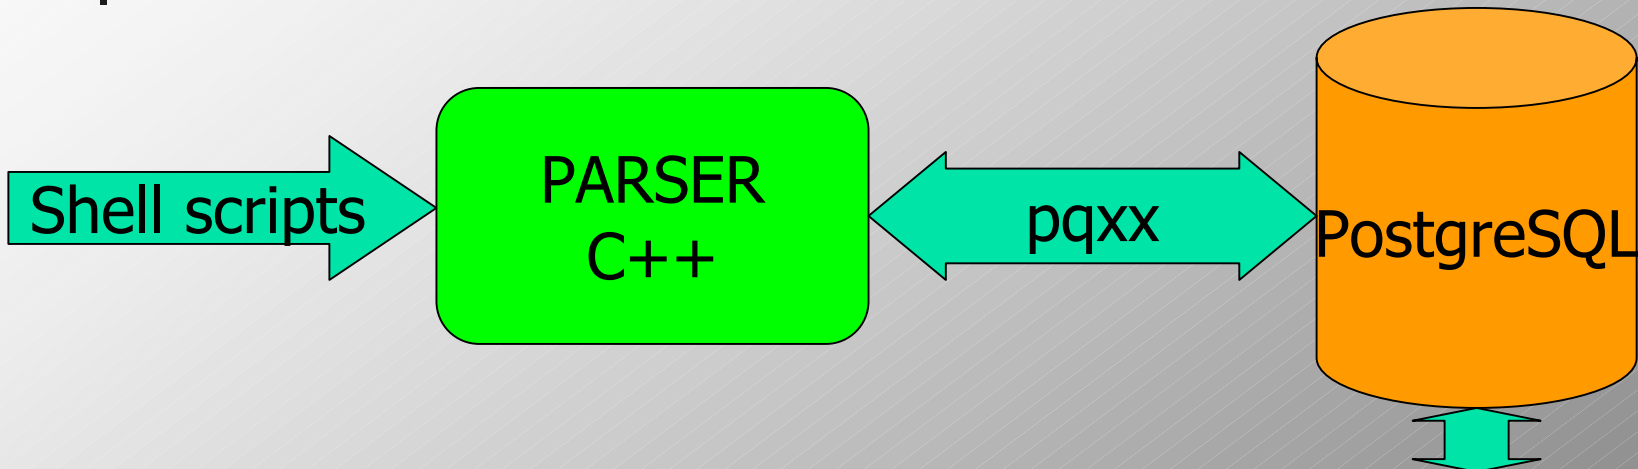 Shell scripts
PARSER
C++
pqxx
PostgreSQL